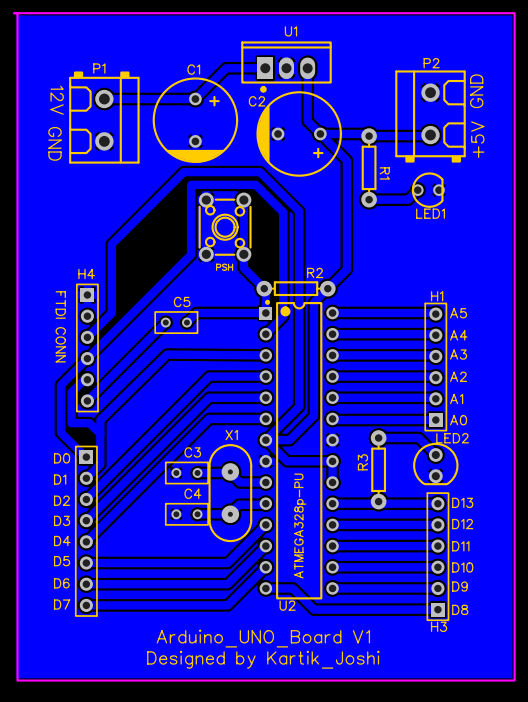 U1
P1
C1
P2
12V
GND
C2
GND
+5V
+
+
R1
LED1
PSH
H4
R2
FTDI CONN
C5
H1
A5
A4
A3
A2
A1
A0
X1
LED2
C3
R3
D0
D1
D2
D3
D4
D5
D6
D7
C4
ATMEGA328p-PU
D13
D12
D11
D10
D9
D8
U2
H3
Arduino_UNO_Board V1
Designed by Kartik_Joshi